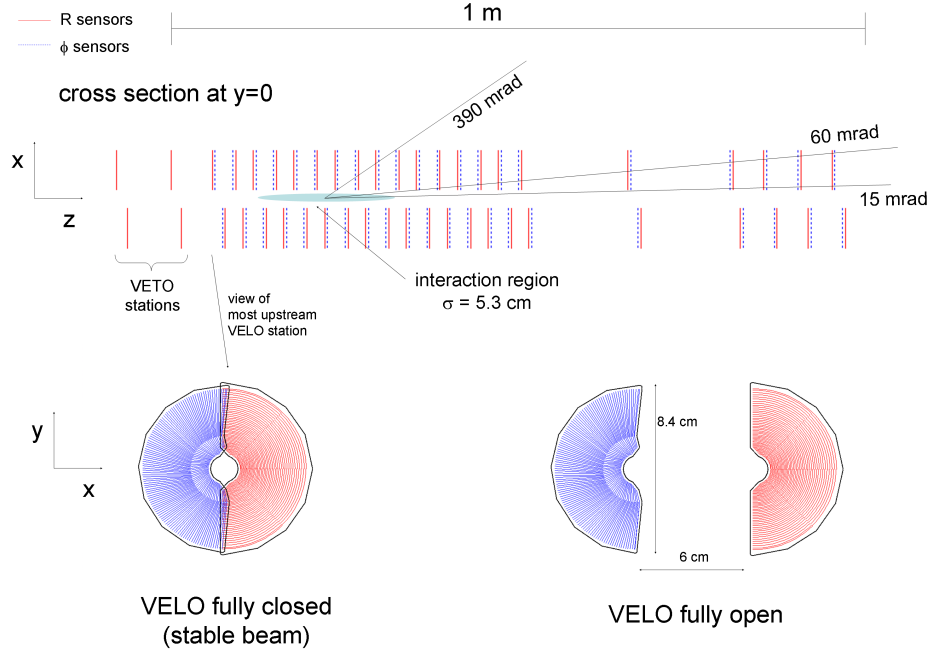 R sensors
ϕ sensors
1 m
cross section at y=0
390 mrad
60 mrad
15 mrad
x
z
VETO
stations
view of
most upstream
VELO station
interaction region
σ = 5.3 cm
y
x
8.4 cm
6 cm
VELO fully closed
(stable beam)
VELO fully open